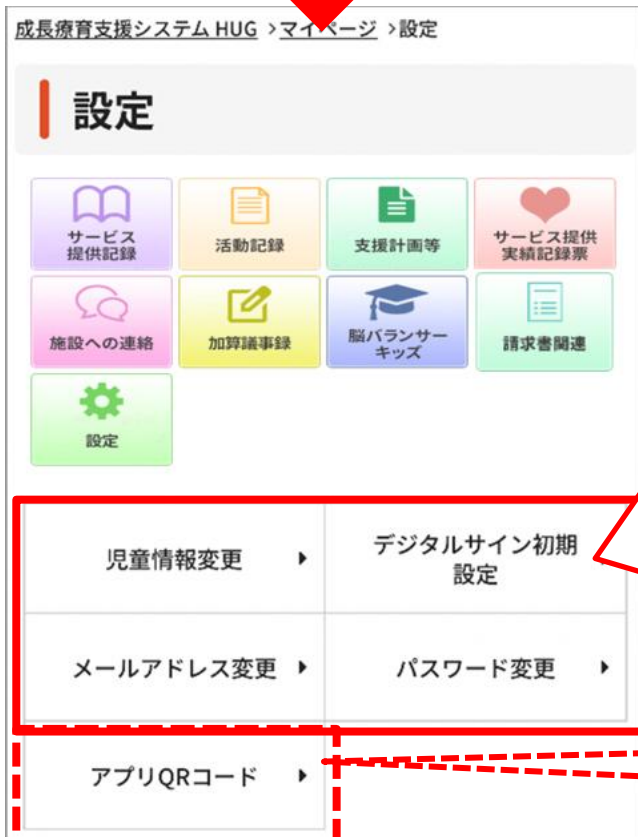 成長療育支援システム HUG >マイページ >設定
設定
サービス
提供記録
活動記録
支援計画等
サービス提供
実績記録票
施設への連絡
加算議事録
脳バランサー
キッズ
請求書関連
設定
児童情報変更
デジタルサイン初期
設定
メールアドレス変更
パスワード変更
アプリQRコード